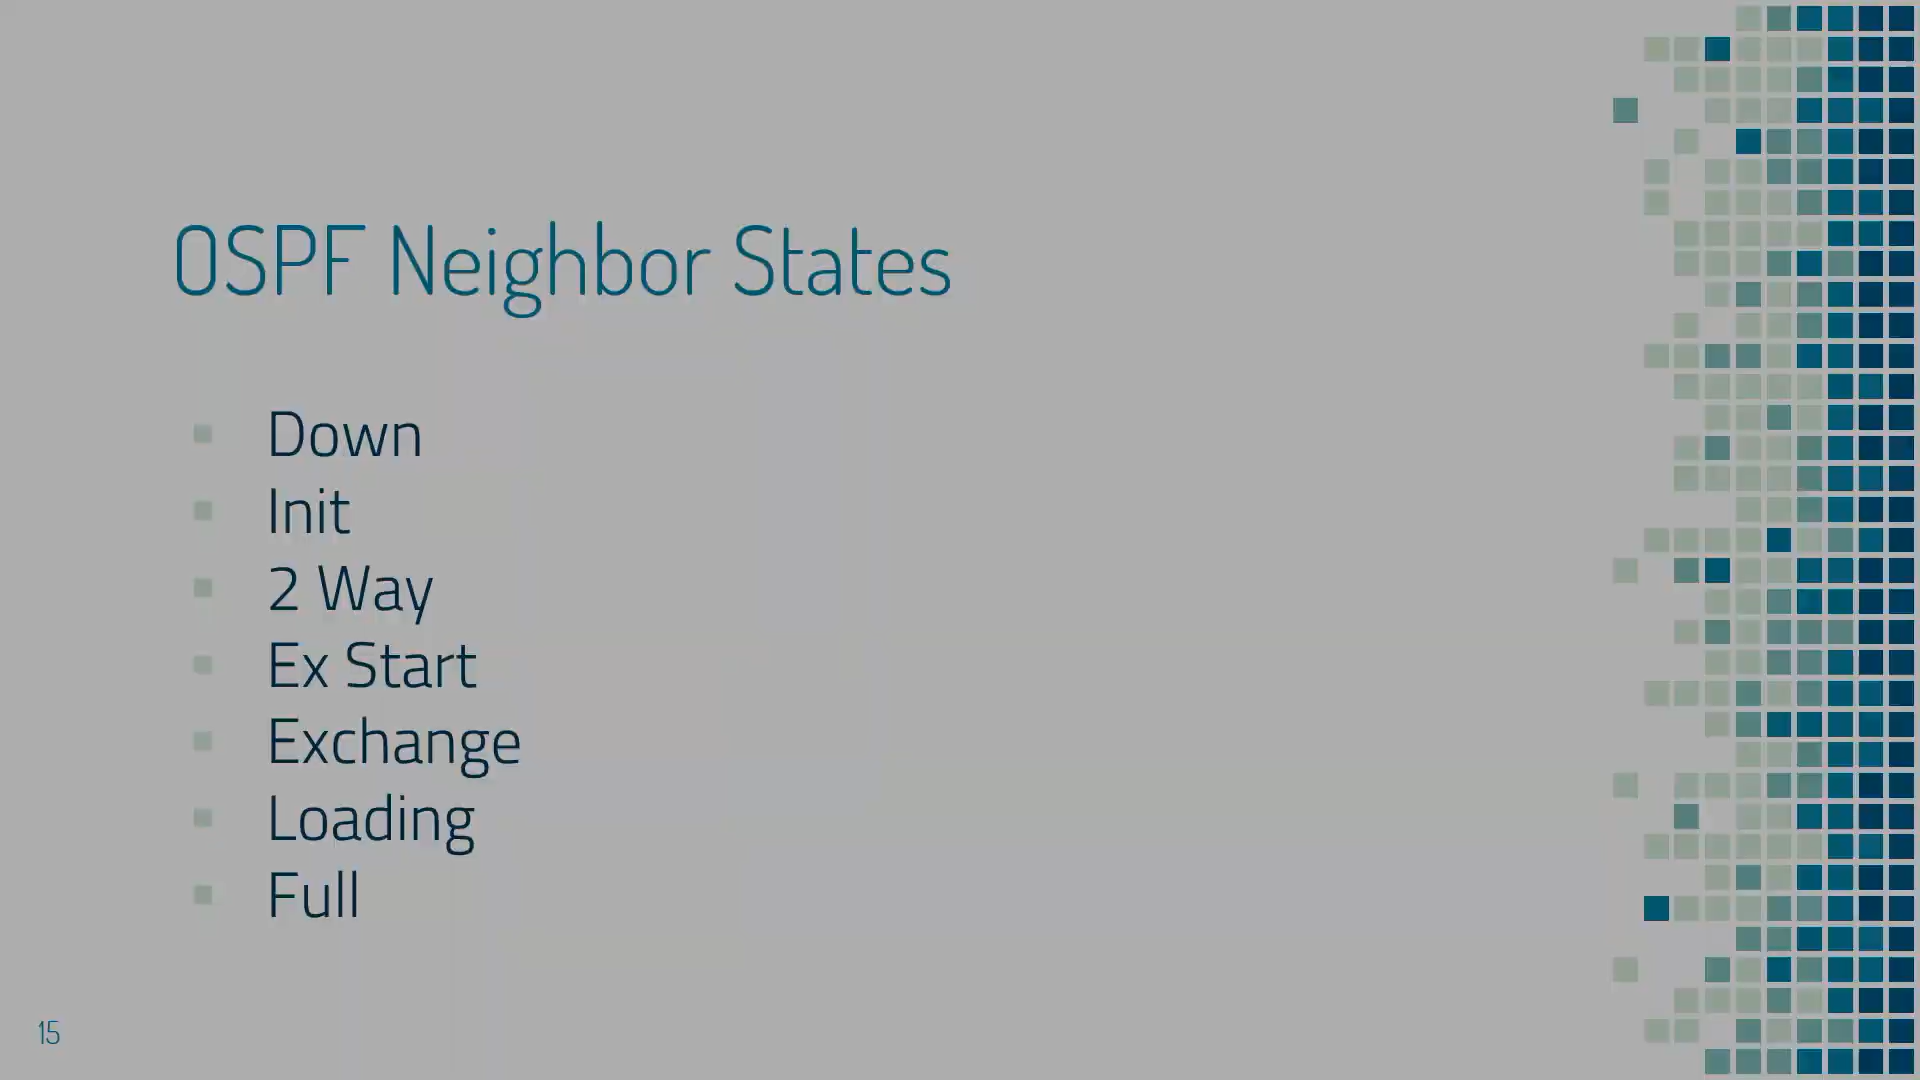 OSPF Neighbor States
Down
Init
2 Way
Ex Start
Exchange
Loading
Full
15